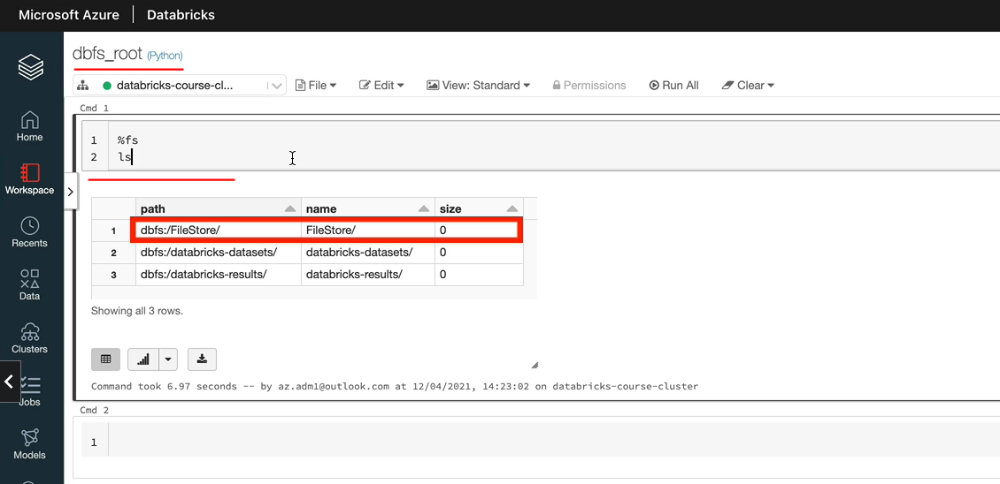 Microsoft Azure | Databricks
dbfs_root (Python)
databricks-course-cl... File Edit View: Standard Permissions Run All Clear
Cmd 1
1 %fs
2 ls
path name size
1 dbfs:/FileStore/ FileStore/ 0
2 dbfs:/databricks-datasets/ databricks-datasets/ 0
3 dbfs:/databricks-results/ databricks-results/ 0
Showing all 3 rows.
Command took 6.97 seconds -- by az.adm1@outlook.com at 12/04/2021, 14:23:02 on databricks-course-cluster
Cmd 2
1
Home
Workspace
Recents
Data
Clusters
Jobs
Models